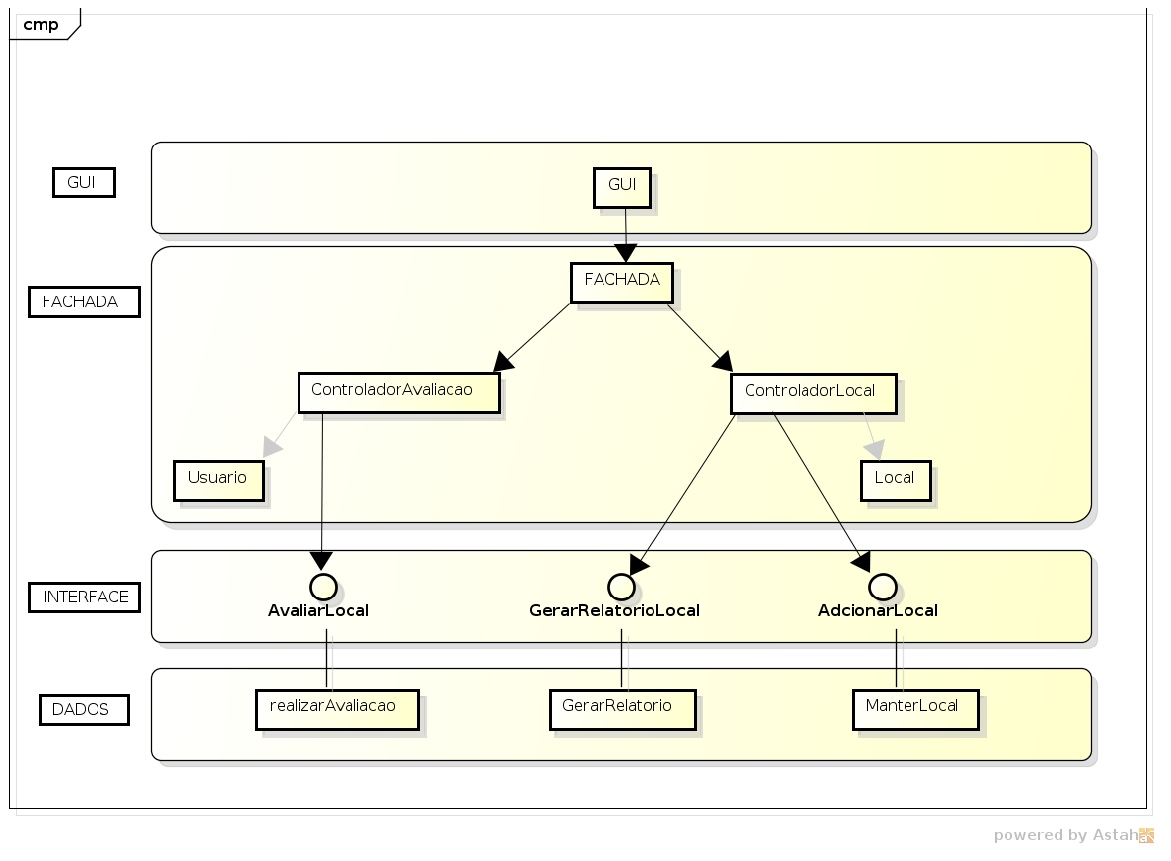 cmp
GUI
GUI
FACHADA
FACHADA
ControladorAvaliacao
ControladorLocal
Usuario
Local
INTERFACE
AvaliarLocal
GerarRelatorioLocal
AdcionarLocal
DADOS
realizarAvaliacao
GerarRelatorio
ManterLocal
powered by Astah